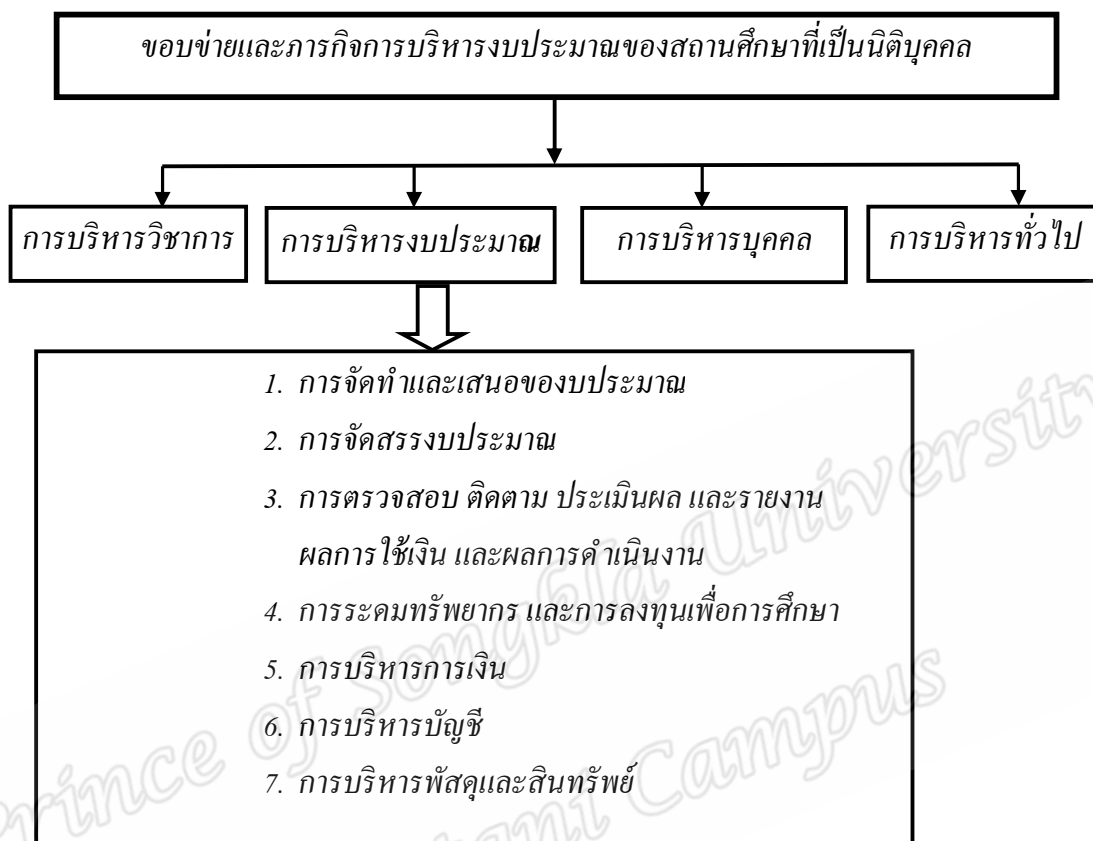 ขอบข่ายและภารกิจการบริหารงบประมาณของสถานศึกษาที่เป็นนิติบุคคล
การบริหารวิชาการ
การบริหารงบประมาณ
การบริหารบุคคล
การบริหารทั่วไป
1. การจัดทำและเสนอของบประมาณ
2. การจัดสรรงบประมาณ
3. การตรวจสอบ ติดตาม ประเมินผล และรายงาน
ผลการใช้เงิน และผลการดำเนินงาน
4. การระดมทรัพยากร และการลงทุนเพื่อการศึกษา
5. การบริหารการเงิน
6. การบริหารบัญชี
7. การบริหารพัสดุและสินทรัพย์
Prince of Songkla University
Campus